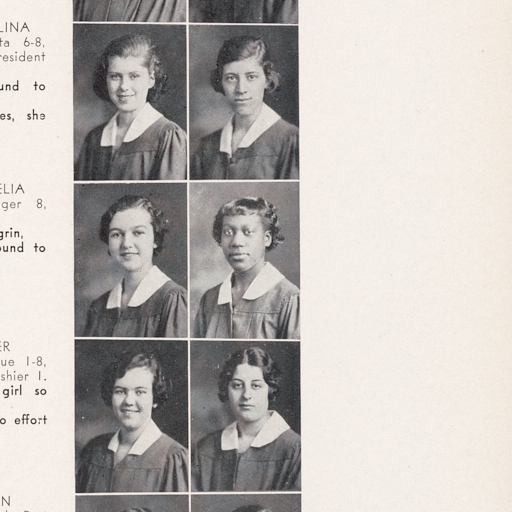 LINA
ta 6-8,
resident
und to
es, she
ELIA
ger 8,
grin,
ound to
ER
ue 1-8,
shier 1.
girl so
o effort
N